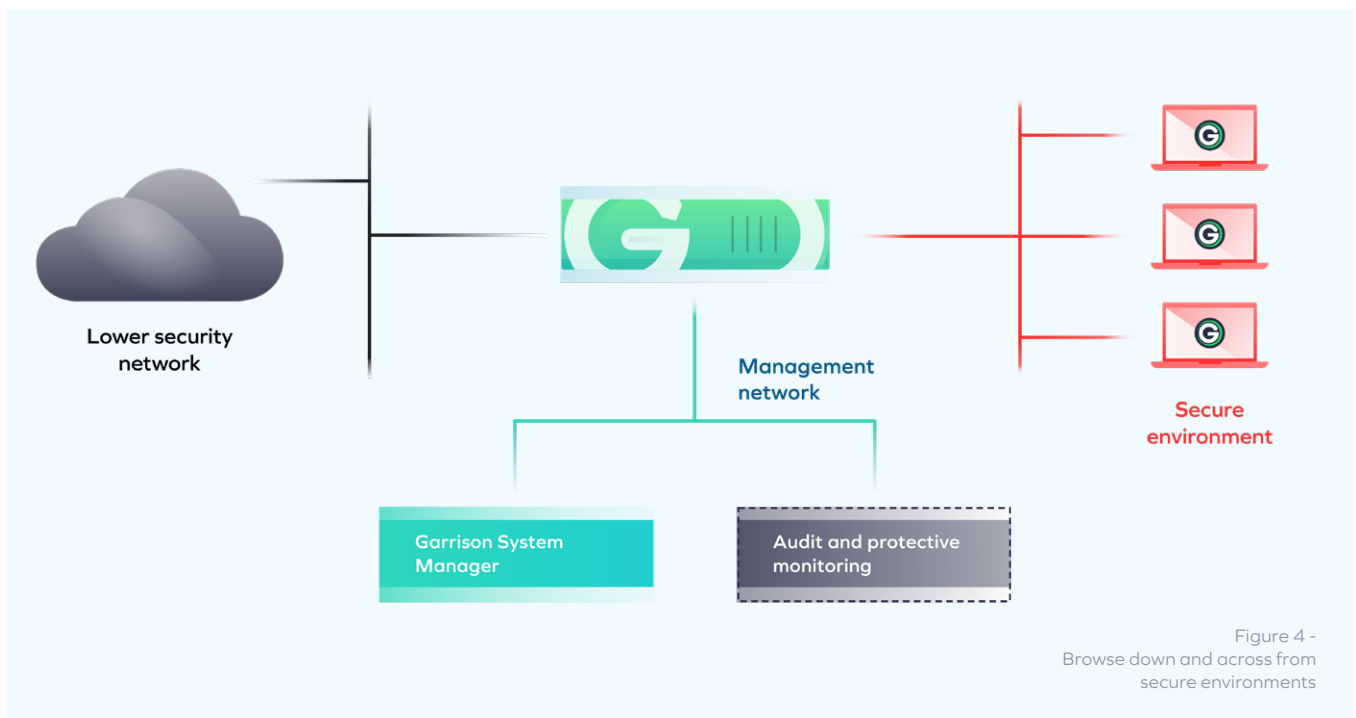 Lower security
network
Management
network
Secure
environment
Garrison System
Manager
Audit and protective
monitoring
Figure 4 -
Browse down and across from
secure environments